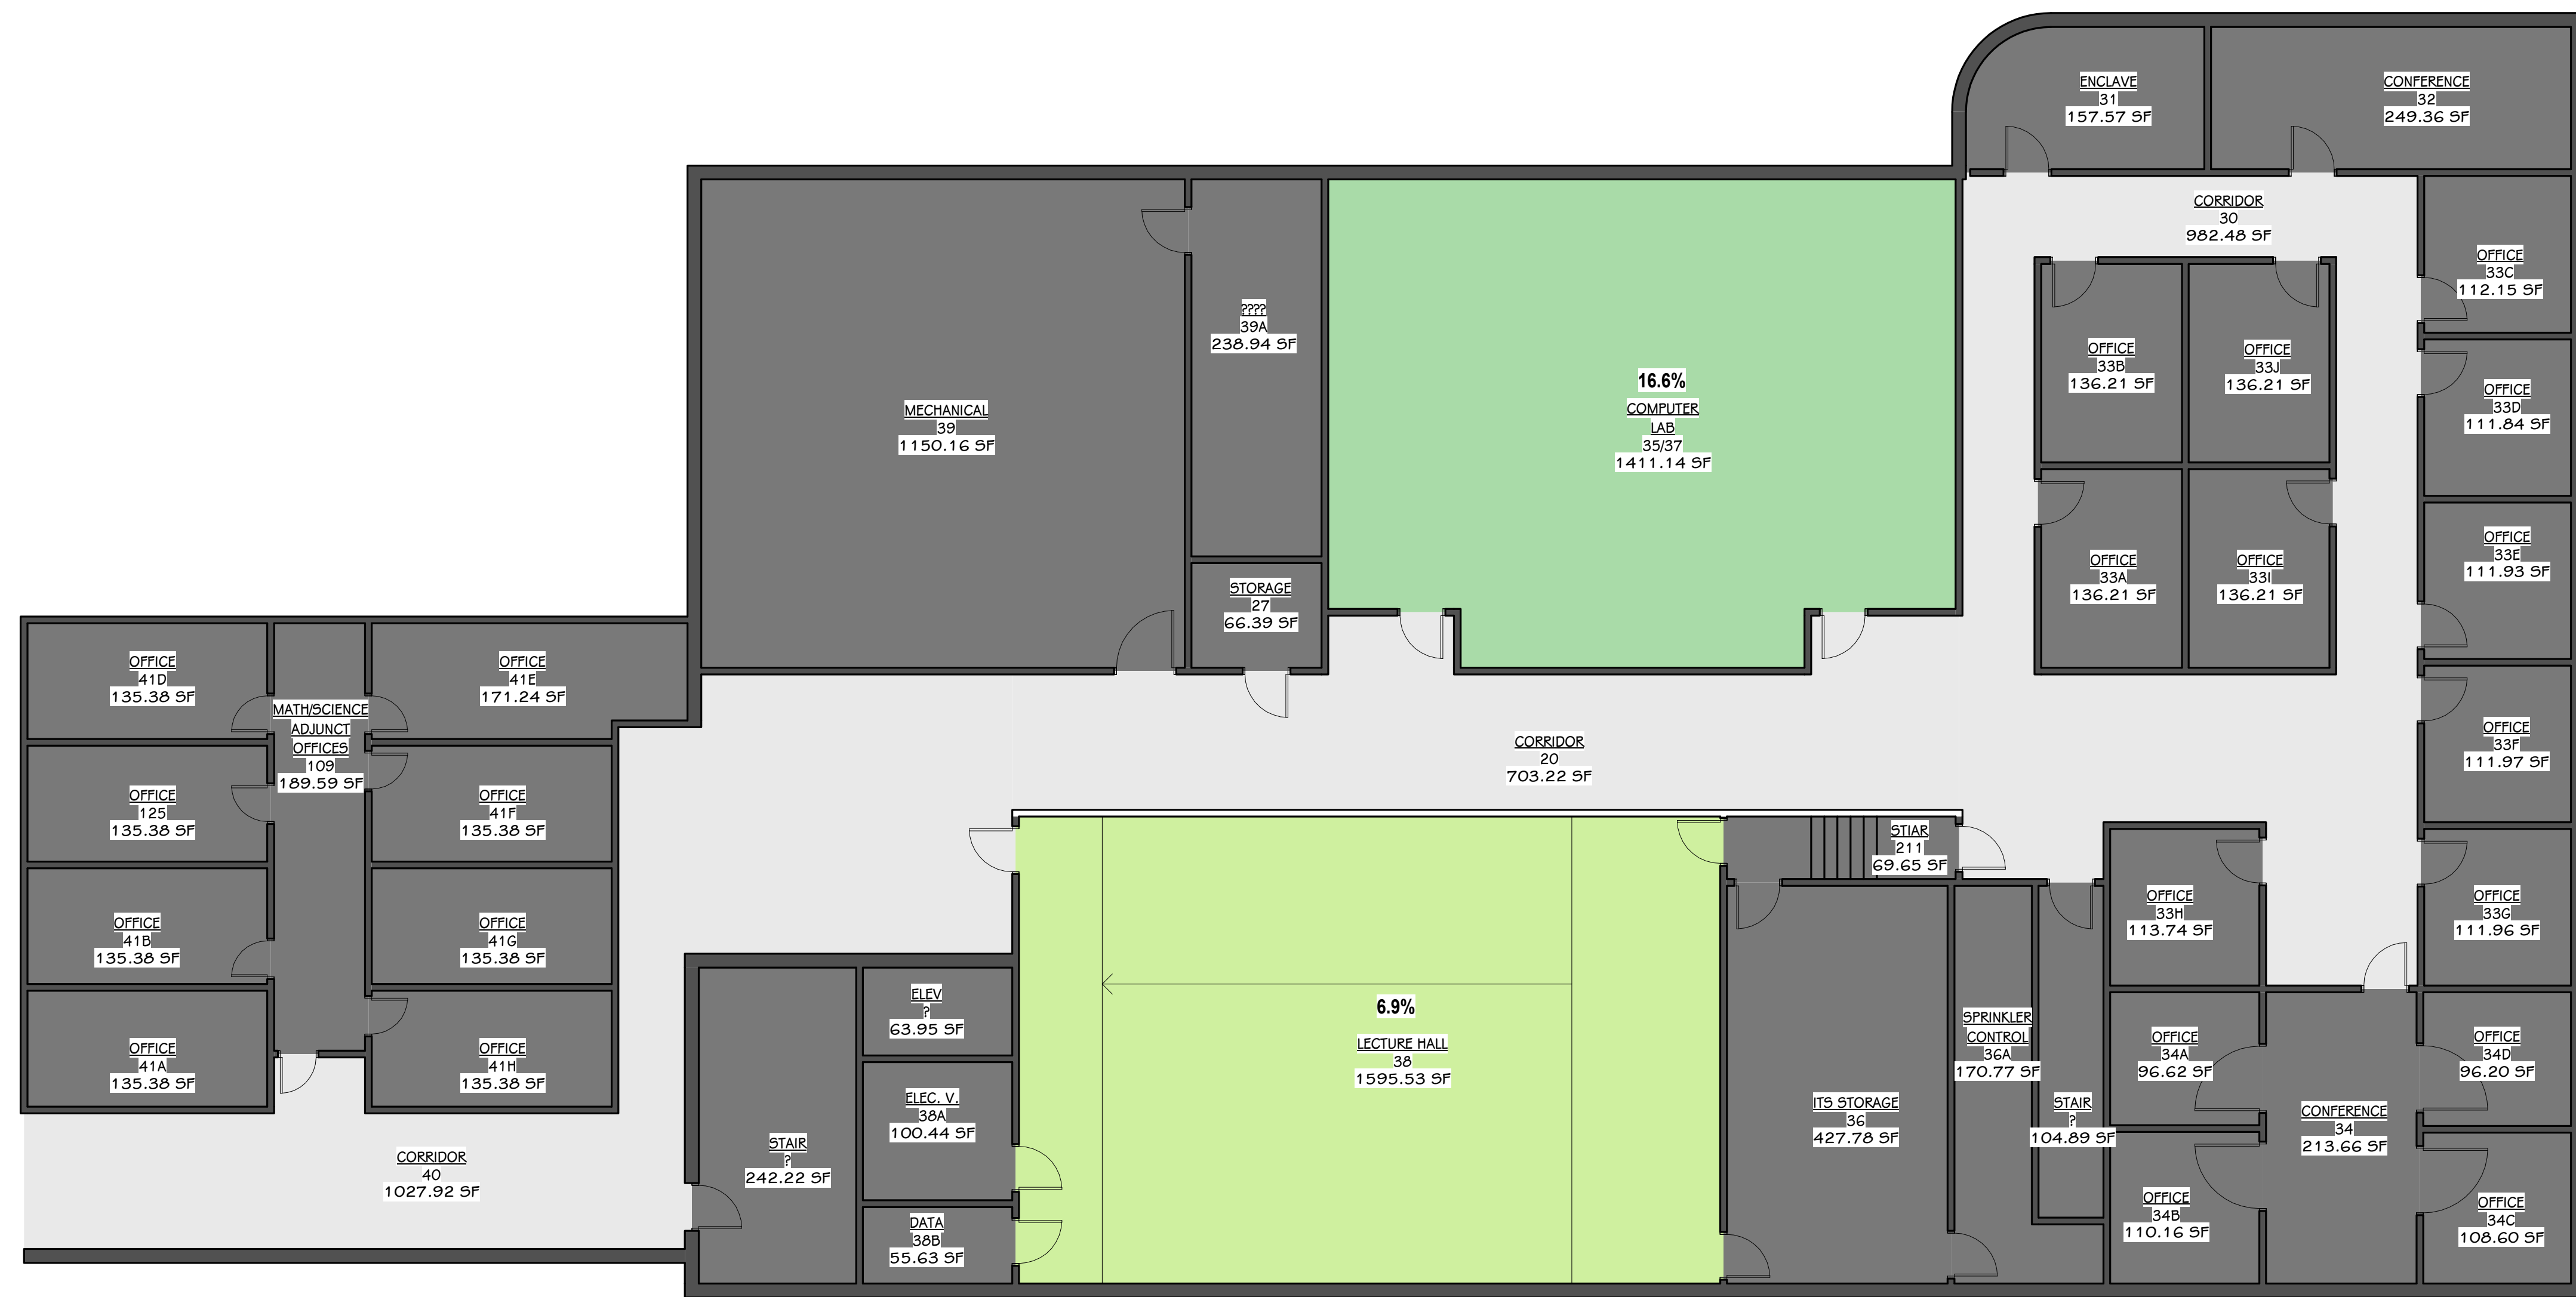 ENCLAVE
31
157.57 SF
CONFERENCE
32
249.36 SF
CORRIDOR
30
982.48 SF
OFFICE
33C
112.15 SF
????
39A
238.94 SF
OFFICE
33B
136.21 SF
OFFICE
33J
136.21 SF
MECHANICAL
39
1150.16 SF
16.6%
COMPUTER
LAB
35/37
1411.14 SF
OFFICE
33D
111.84 SF
STORAGE
27
66.39 SF
OFFICE
33A
136.21 SF
OFFICE
33I
136.21 SF
OFFICE
33E
111.93 SF
OFFICE
41D
135.38 SF
OFFICE
41E
171.24 SF
MATH/SCIENCE
ADJUNCT
OFFICES
109
189.59 SF
CORRIDOR
20
703.22 SF
OFFICE
33F
111.97 SF
OFFICE
125
135.38 SF
OFFICE
41F
135.38 SF
STIAR
211
69.65 SF
OFFICE
41B
135.38 SF
OFFICE
41G
135.38 SF
OFFICE
33H
113.74 SF
OFFICE
33G
111.96 SF
ELEV
?
63.95 SF
6.9%
LECTURE HALL
38
1595.53 SF
SPRINKLER
CONTROL
36A
170.77 SF
OFFICE
34A
96.62 SF
OFFICE
34D
96.20 SF
OFFICE
41A
135.38 SF
OFFICE
41H
135.38 SF
ELEC. V.
38A
100.44 SF
ITS STORAGE
36
427.78 SF
STAIR
?
104.89 SF
CONFERENCE
34
213.66 SF
CORRIDOR
40
1027.92 SF
STAIR
?
242.22 SF
DATA
38B
55.63 SF
OFFICE
34B
110.16 SF
OFFICE
34C
108.60 SF